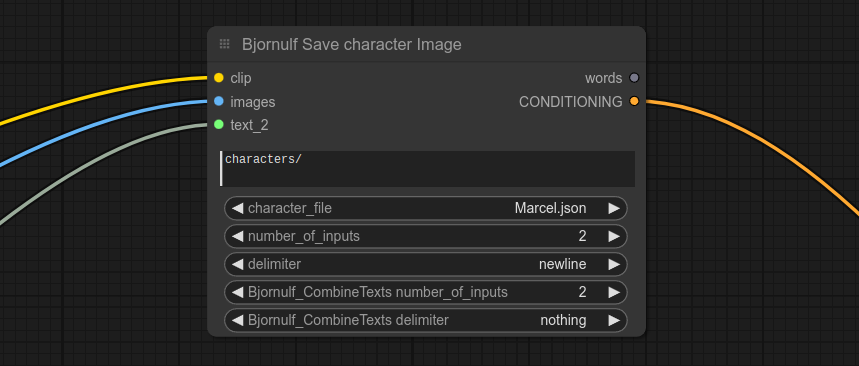 Bjornulf Save character Image
clip words
images CONDITIONING
text_2
characters/
character_file Marcel.json
number_of_inputs 2
delimiter newline
Bjornulf_CombineTexts number_of_inputs 2
Bjornulf_CombineTexts delimiter nothing